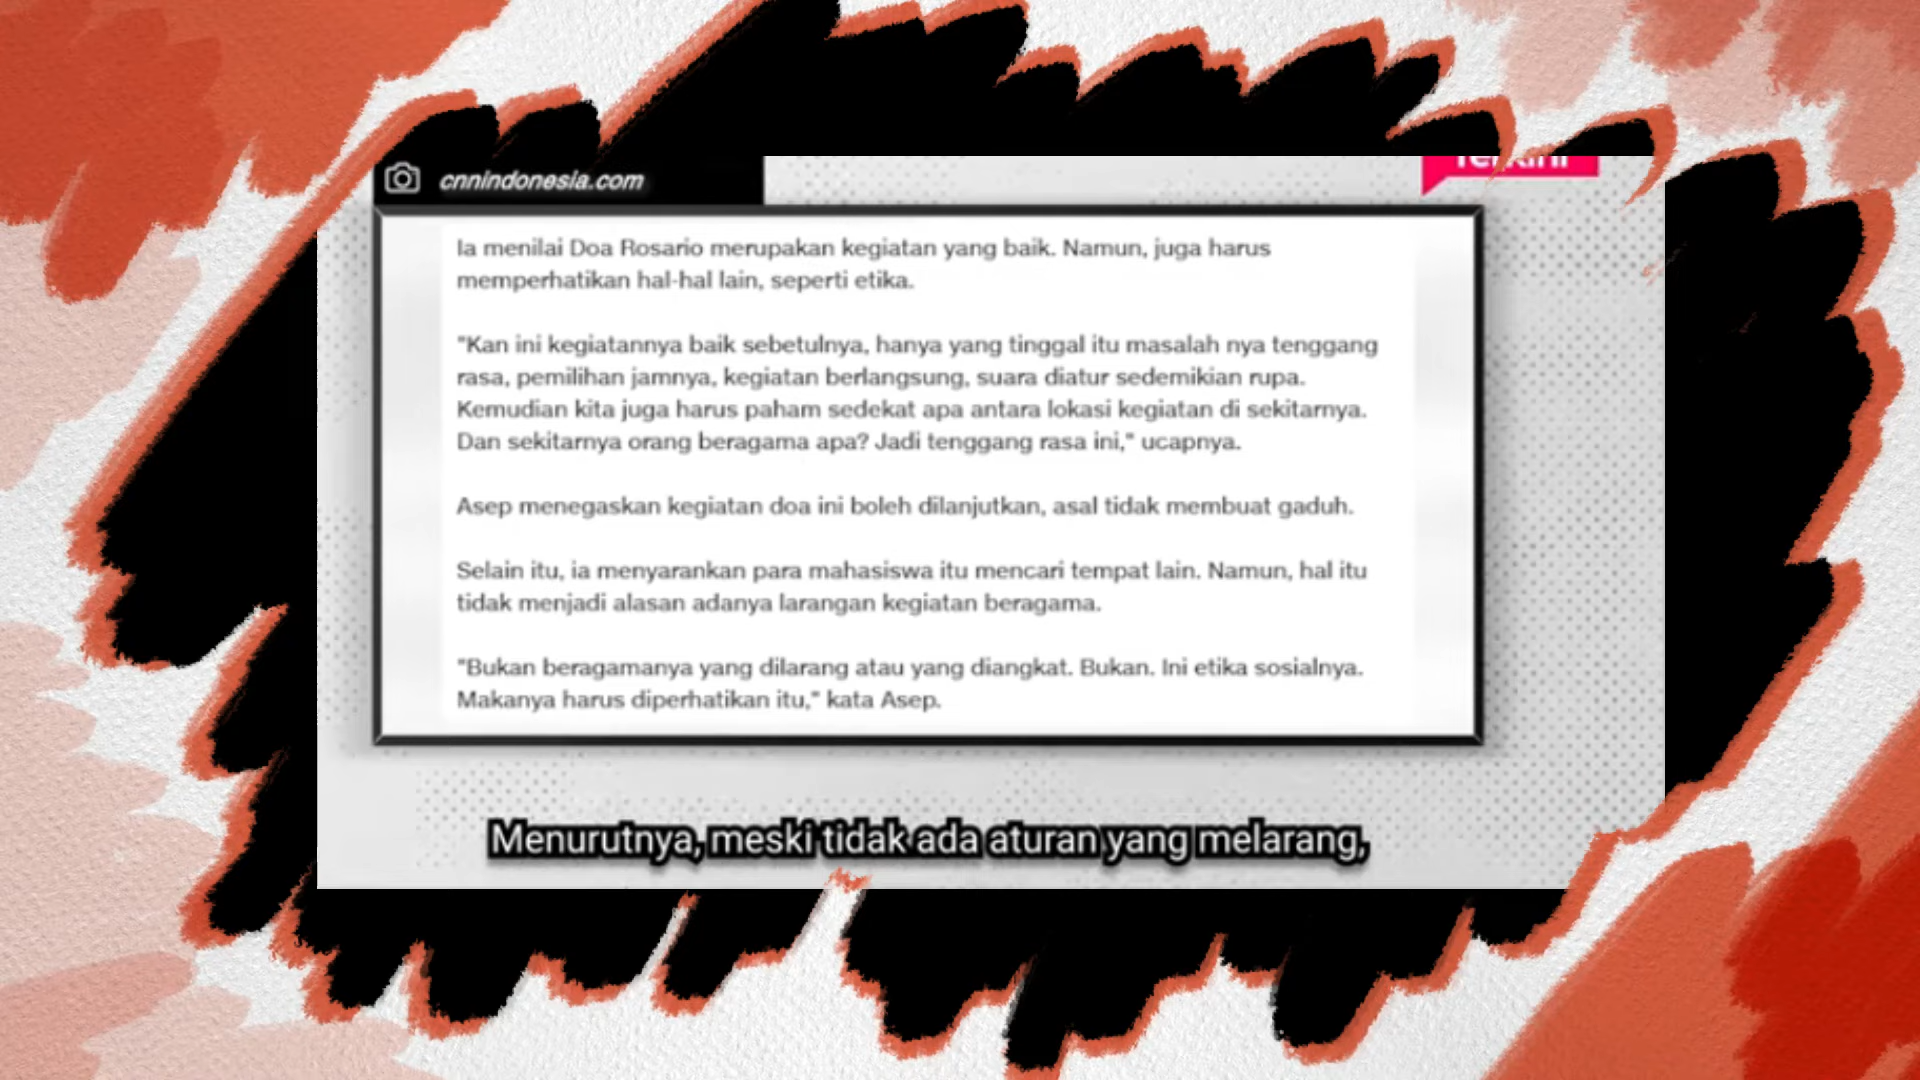 cnnindonesia.com
Terkini
Ia menilai Doa Rosario merupakan kegiatan yang baik. Namun, juga harus
memperhatikan hal-hal lain, seperti etika.
"Kan ini kegiatannya baik sebetulnya, hanya yang tinggal itu masalah nya tenggang
rasa, pemilihan jamnya, kegiatan berlangsung, suara diatur sedemikian rupa.
Kemudian kita juga harus paham sedekat apa antara lokasi kegiatan di sekitarnya.
Dan sekitarnya orang beragama apa? Jadi tenggang rasa ini," ucapnya.
Asep menegaskan kegiatan doa ini boleh dilanjutkan, asal tidak membuat gaduh.
Selain itu, ia menyarankan para mahasiswa itu mencari tempat lain. Namun, hal itu
tidak menjadi alasan adanya larangan kegiatan beragama.
"Bukan beragamanya yang dilarang atau yang diangkat. Bukan. Ini etika sosialnya.
Makanya harus diperhatikan itu," kata Asep.
Menurutnya, meski tidak ada aturan yang melarang,